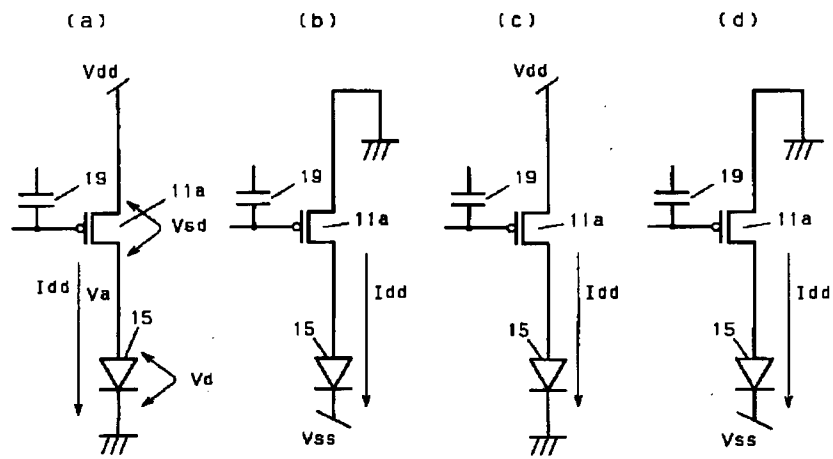 (a) (b) (c) (d)
Vdd Vdd
19 11a 19 19 19
Vsd 11a 11a 11a
Idd Va Idd Idd Idd
15 15 15 15
Vd
Vss Vss